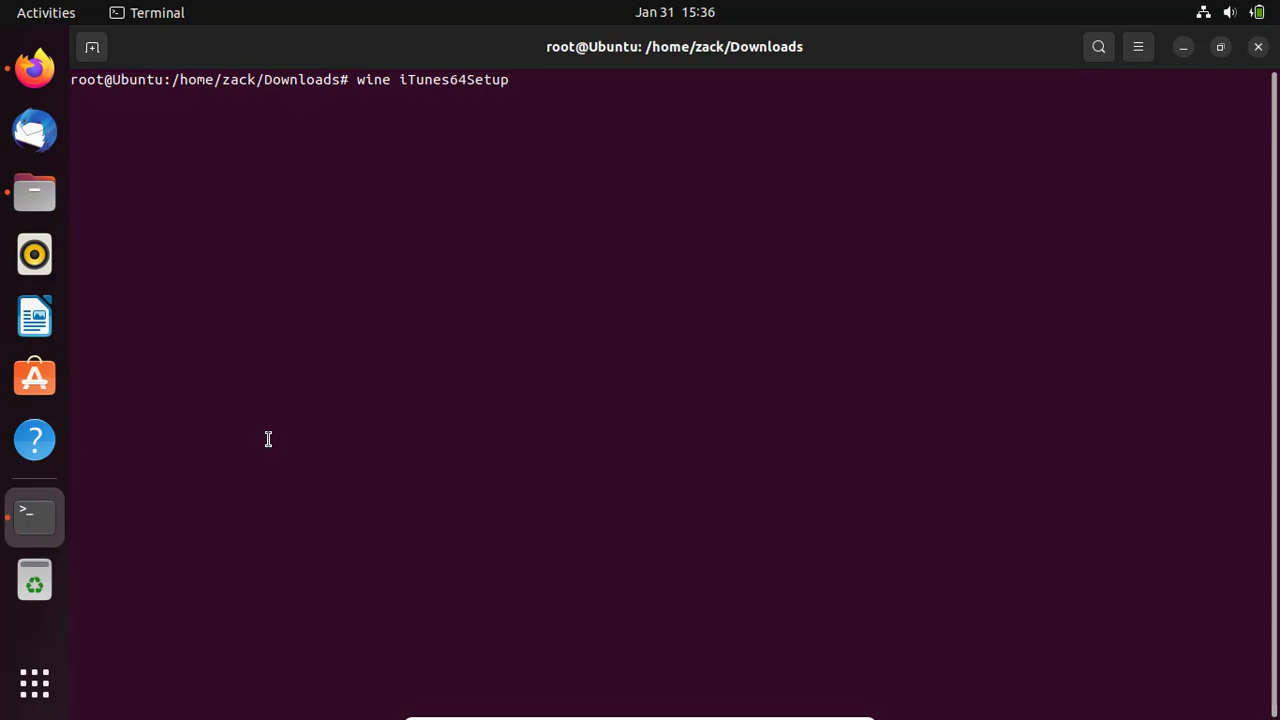 Activities
Terminal
Jan 31 15:36
root@Ubuntu: /home/zack/Downloads
root@Ubuntu:/home/zack/Downloads# wine iTunes64Setup